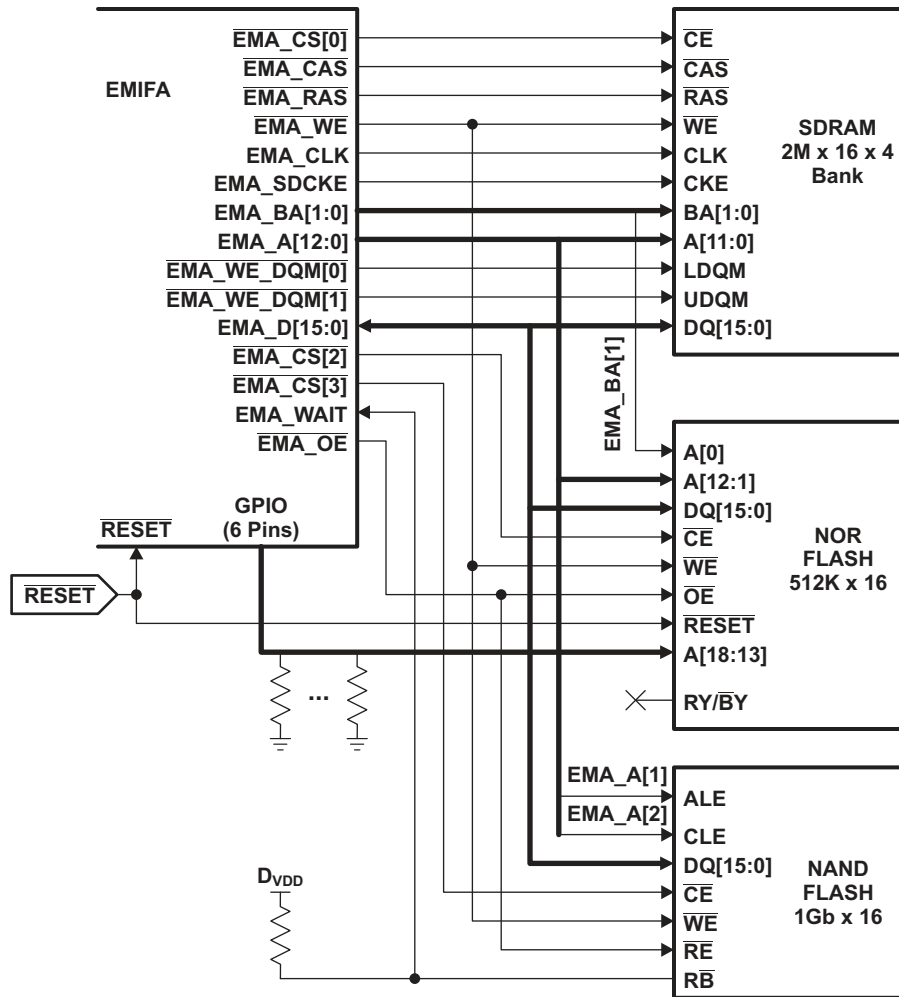 EMIFA
EMA_CS[0]
EMA_CAS
EMA_RAS
EMA_WE
EMA_CLK
EMA_SDCKE
EMA_BA[1:0]
EMA_A[12:0]
EMA_WE_DQM[0]
EMA_WE_DQM[1]
EMA_D[15:0]
EMA_CS[2]
EMA_CS[3]
EMA_WAIT
EMA_OE
GPIO
(6 Pins)
RESET
RESET
...
DVDD
EMA_BA[1]
EMA_A[1]
EMA_A[2]
CE
CAS
RAS
WE
CLK
CKE
BA[1:0]
A[11:0]
LDQM
UDQM
DQ[15:0]
SDRAM
2M x 16 x 4
Bank
A[0]
A[12:1]
DQ[15:0]
CE
WE
OE
RESET
A[18:13]
RY/BY
NOR
FLASH
512K x 16
ALE
CLE
DQ[15:0]
CE
WE
RE
RB
NAND
FLASH
1Gb x 16